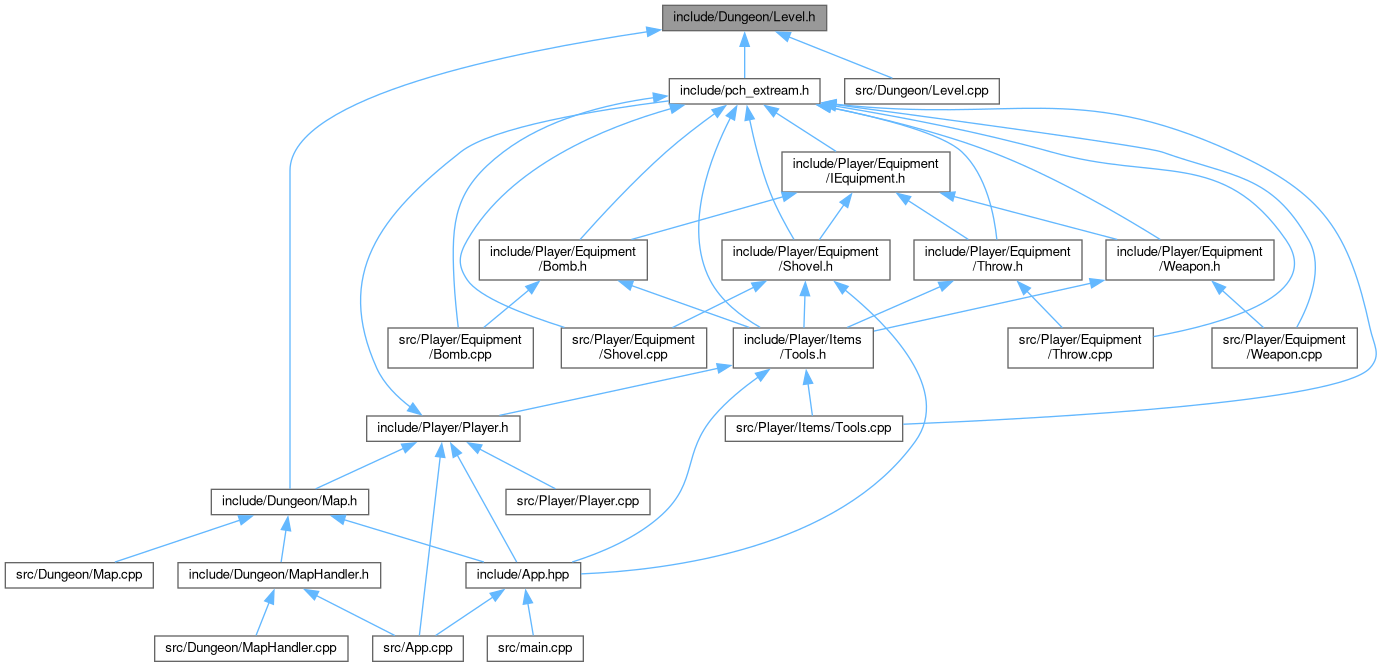 include/Dungeon/Level.h
include/pch_extream.h
src/Dungeon/Level.cpp
include/Player/Equipment
/IEquipment.h
include/Player/Equipment
/Bomb.h
include/Player/Equipment
/Shovel.h
include/Player/Equipment
/Throw.h
include/Player/Equipment
/Weapon.h
src/Player/Equipment
/Bomb.cpp
src/Player/Equipment
/Shovel.cpp
include/Player/Items
/Tools.h
src/Player/Equipment
/Throw.cpp
src/Player/Equipment
/Weapon.cpp
include/Player/Player.h
src/Player/Items/Tools.cpp
include/Dungeon/Map.h
src/Player/Player.cpp
src/Dungeon/Map.cpp
include/Dungeon/MapHandler.h
include/App.hpp
src/Dungeon/MapHandler.cpp
src/App.cpp
src/main.cpp